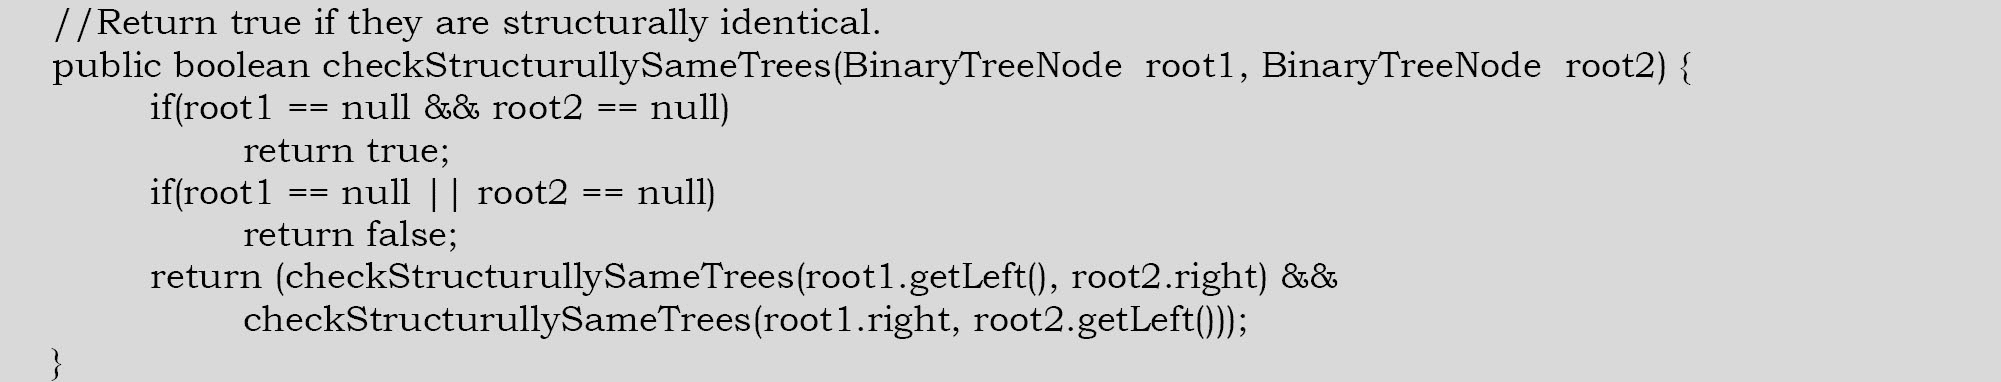 //Return true if they are structurally identical.
public boolean checkStructurullySameTrees(BinaryTreeNode root1, BinaryTreeNode root2) {
if(root1 == null && root2 == null)
return true;
if(root1 == null || root2 == null)
return false;
return (checkStructurullySameTrees(root1.getLeft(), root2.right) &&
checkStructurullySameTrees(root1.right, root2.getLeft()));
}